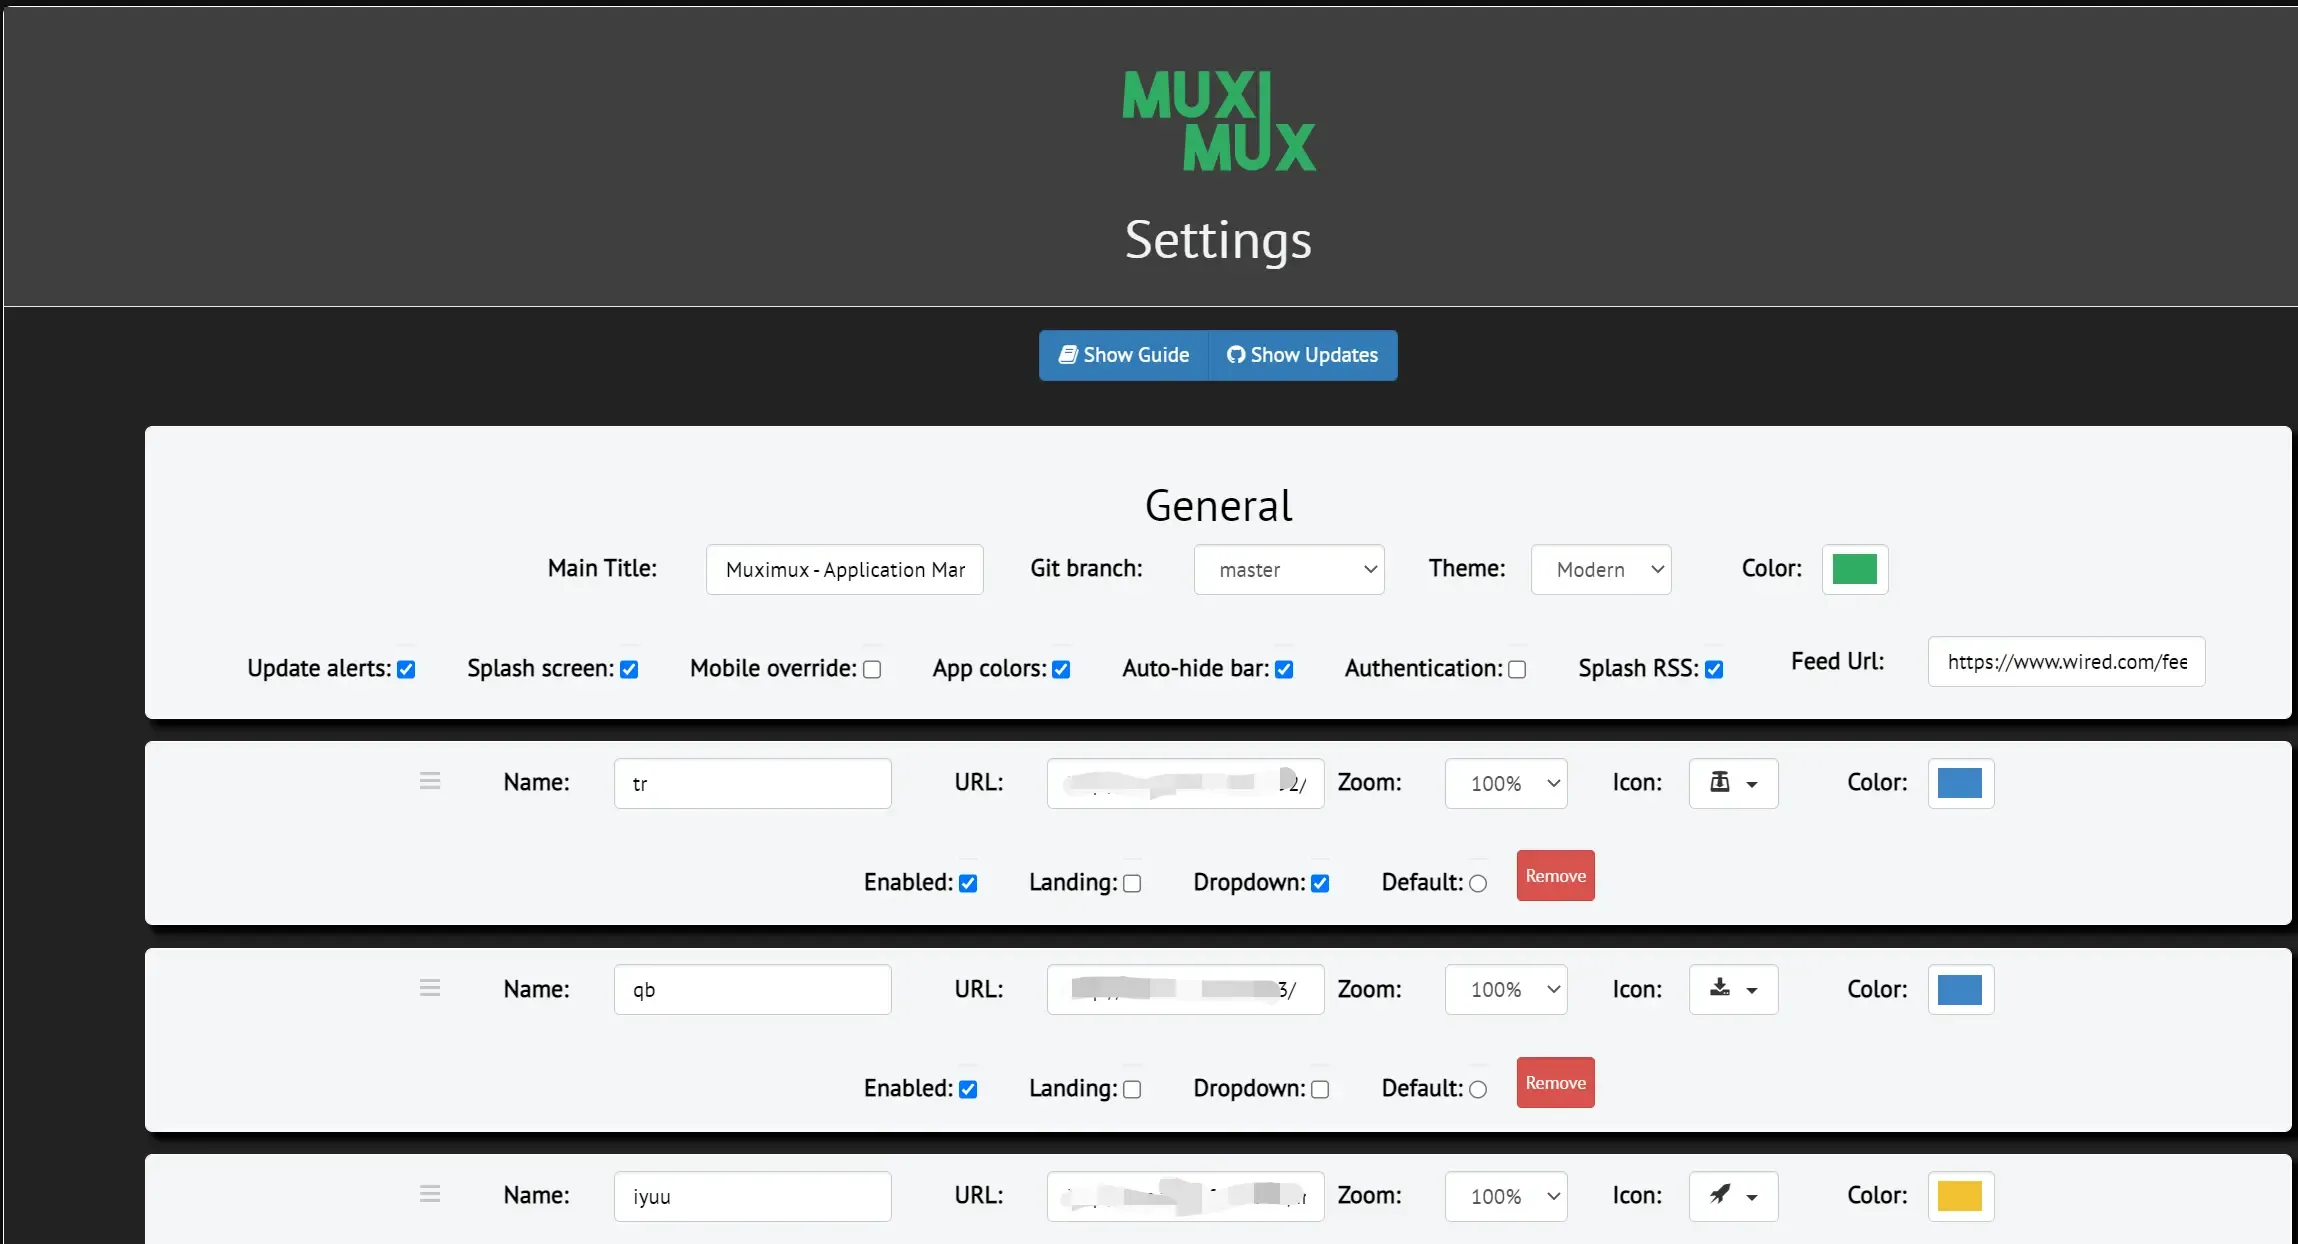 MUXI
MUX
Settings
Show Guide Show Updates
General
Main Title: Muximux - Application Mar Git branch: master Theme: Modern Color:
Update alerts: Splash screen: Mobile override: App colors: Auto-hide bar: Authentication: Splash RSS: Feed Url: https://www.wired.com/fee
Name: tr URL: 2/ Zoom: 100% Icon: Color:
Enabled: Landing: Dropdown: Default: Remove
Name: qb URL: 3/ Zoom: 100% Icon: Color:
Enabled: Landing: Dropdown: Default: Remove
Name: iyuu URL: Zoom: 100% Icon: Color: